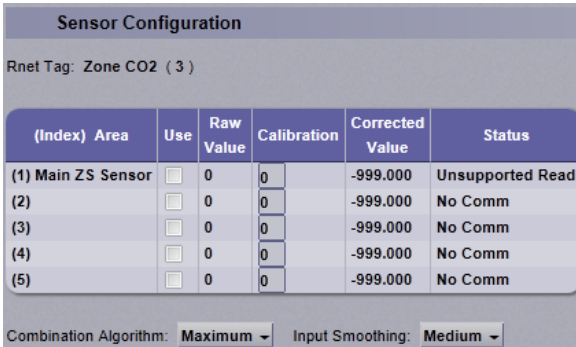 Sensor Configuration
Rnet Tag: Zone CO2 ( 3 )
(Index) Area Use Raw Value Calibration Corrected Value Status
(1) Main ZS Sensor 0 0 -999.000 Unsupported Read
(2) 0 0 -999.000 No Comm
(3) 0 0 -999.000 No Comm
(4) 0 0 -999.000 No Comm
(5) 0 0 -999.000 No Comm
Combination Algorithm: Maximum Input Smoothing: Medium